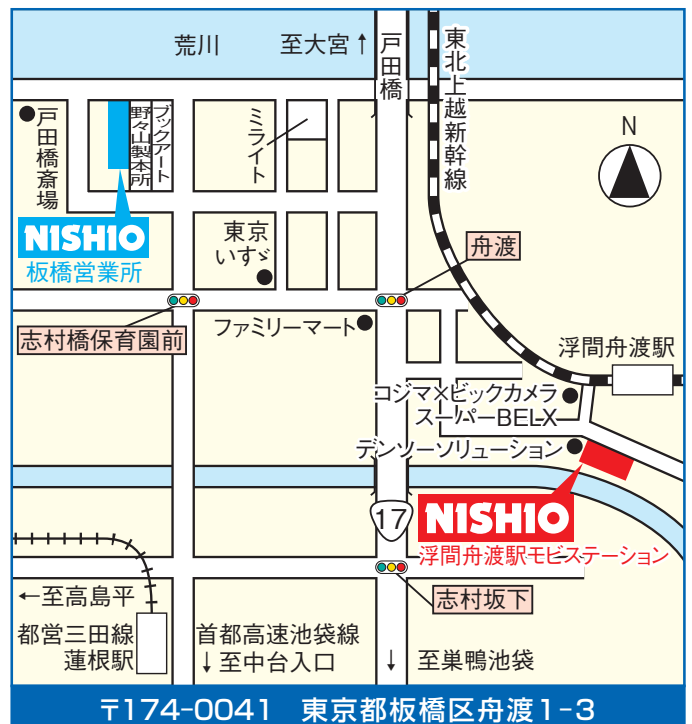 荒川
至大宮↑
戸田橋
東北上越新幹線
N
戸田橋斎場
野々山製本所
ブックアート
ミライト
NISHIO
板橋営業所
東京
いすゞ
舟渡
志村橋保育園前
ファミリーマート
浮間舟渡駅
コジマ×ビックカメラ
スーパーBELX
デンソーソリューション
17
NISHIO
浮間舟渡駅モビステーション
←至高島平
志村坂下
都営三田線
蓮根駅
首都高速池袋線
↓至中台入口
↓ 至巣鴨池袋
〒174-0041 東京都板橋区舟渡1-3